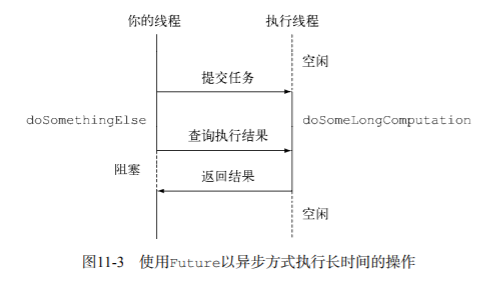 你的线程
执行线程
空闲
提交任务
doSomethingElse
doSomeLongComputation
查询执行结果
阻塞
返回结果
空闲
图11-3 使用Future以异步方式执行长时间的操作